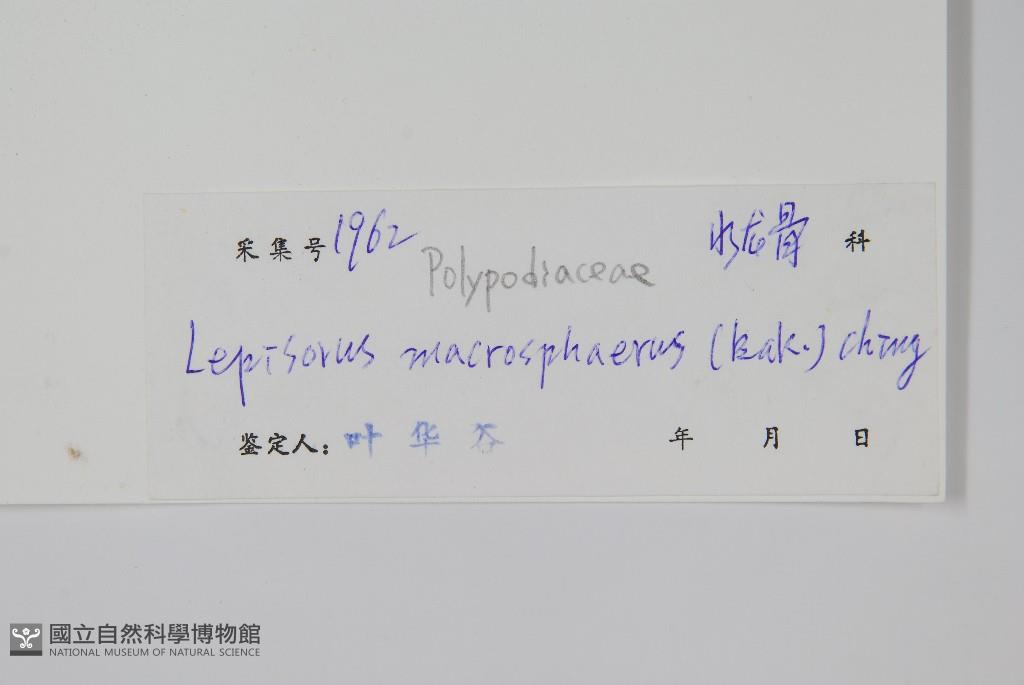 采集号 1962 水龙骨 科
Polypodiaceae
Lepisorus macrosphaerus (Bak.) Ching
鉴定人: 叶华谷 年 月 日
國立自然科學博物館
NATIONAL MUSEUM OF NATURAL SCIENCE